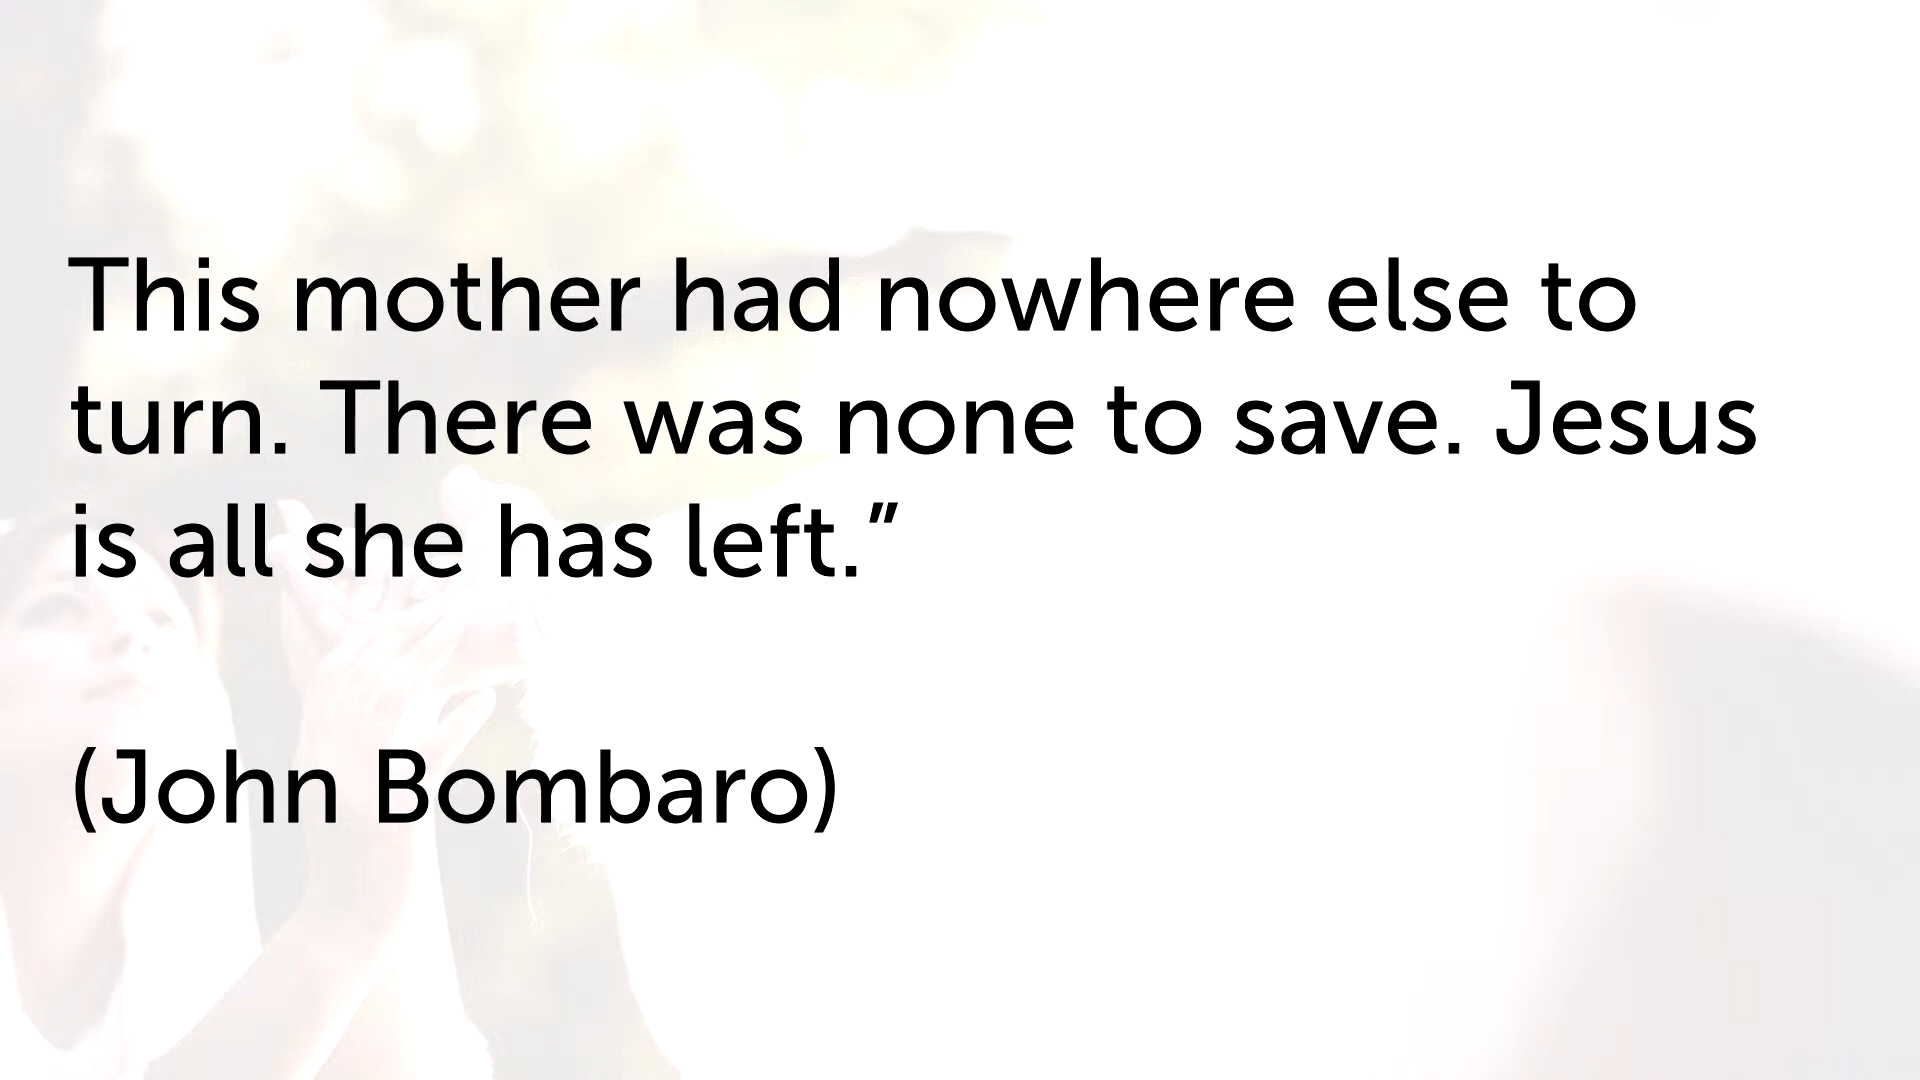 This mother had nowhere else to
turn. There was none to save. Jesus
is all she has left.”
(John Bombaro)